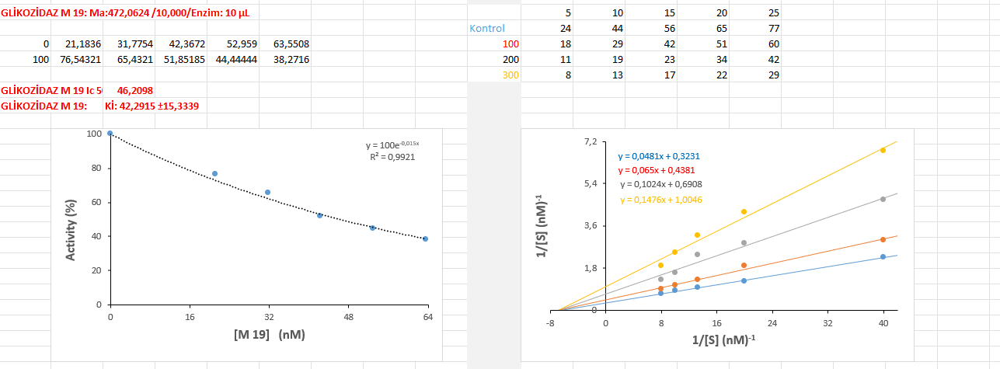 GLİKOZİDAZ M 19: Ma:472,0624 /10,000/Enzim: 10 µL
0 21,1836 31,7754 42,3672 52,959 63,5508
100 76,54321 65,4321 51,85185 44,44444 38,2716
GLİKOZİDAZ M 19 Ic 5 46,2098
GLİKOZİDAZ M 19: Kİ: 42,2915 ±15,3339
5 10 15 20 25
Kontrol 24 44 56 65 77
100 18 29 42 51 60
200 11 19 23 34 42
300 8 13 17 22 29
100
80
60
40
20
0
Activity (%)
y = 100e-0,015x
R² = 0,9921
0 16 32 48 64
[M 19] (nM)
7,2
5,4
3,6
1,8
0
1/[S] (nM)-1
y = 0,0481x + 0,3231
y = 0,065x + 0,4381
y = 0,1024x + 0,6908
y = 0,1476x + 1,0046
-8 0 8 16 24 32 40
1/[S] (nM)-1